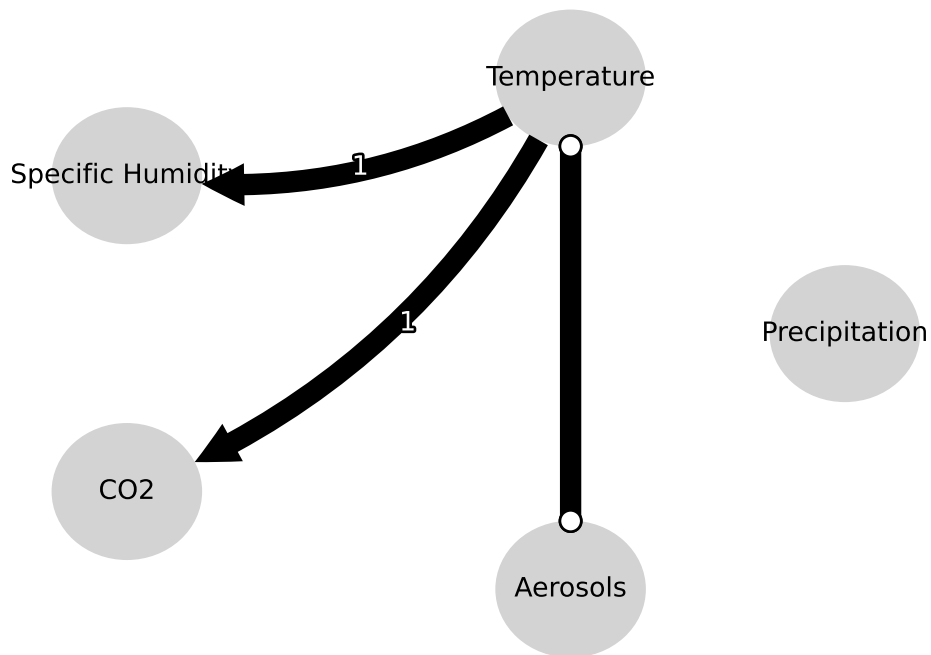 Temperature
1
Specific Humidity
1
Precipitation
CO2
Aerosols